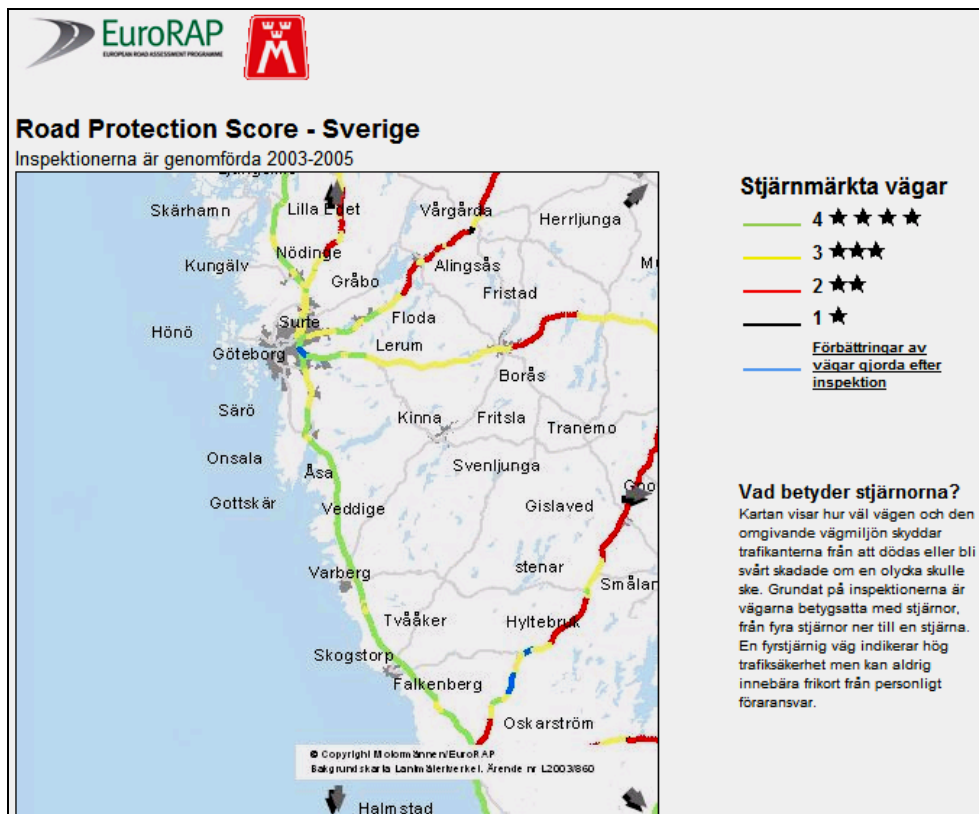 EuroRAP
EUROPEAN ROAD ASSESSMENT PROGRAMME
M
Road Protection Score - Sverige
Inspektionerna är genomförda 2003-2005
Skärhamn
Lilla Edet
Vårgårda
Herrljunga
Nödinge
Kungälv
Gråbo
Alingsås
Fristad
Hönö
Surte
Floda
Göteborg
Lerum
Borås
Särö
Kinna
Fritsla
Tranemo
Onsala
Åsa
Svenljunga
Gottskär
Veddige
Gislaved
Varberg
stenar
Smålan
Tvååker
Hyltebruk
Skogstorp
Falkenberg
Oskarström
© Copyright Motormännen/EuroRAP
Bakgrundskarta Lantmäteriverket. Ärende nr L2003/860
Halmstad
Stjärnmärkta vägar
4 ★ ★ ★ ★
3 ★★★
2 ★★
1 ★
Förbättringar av
vägar gjorda efter
inspektion
Vad betyder stjärnorna?
Kartan visar hur väl vägen och den
omgivande vägmiljön skyddar
trafikanterna från att dödas eller bli
svårt skadade om en olycka skulle
ske. Grundat på inspektionerna är
vägarna betygsatta med stjärnor,
från fyra stjärnor ner till en stjärna.
En fyrstjärnig väg indikerar hög
trafiksäkerhet men kan aldrig
innebära frikort från personligt
föraransvar.